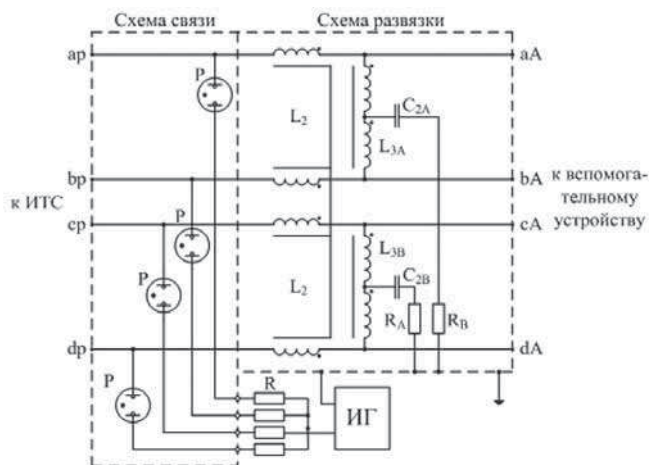 Схема связи
Схема развязки
ap
aA
P
L2
C2A
L3A
bp
bA
к ИТС
к вспомога-
тельному
устройству
P
cp
cA
P
L3B
C2B
L2
RA
RB
dp
dA
P
R
ИГ